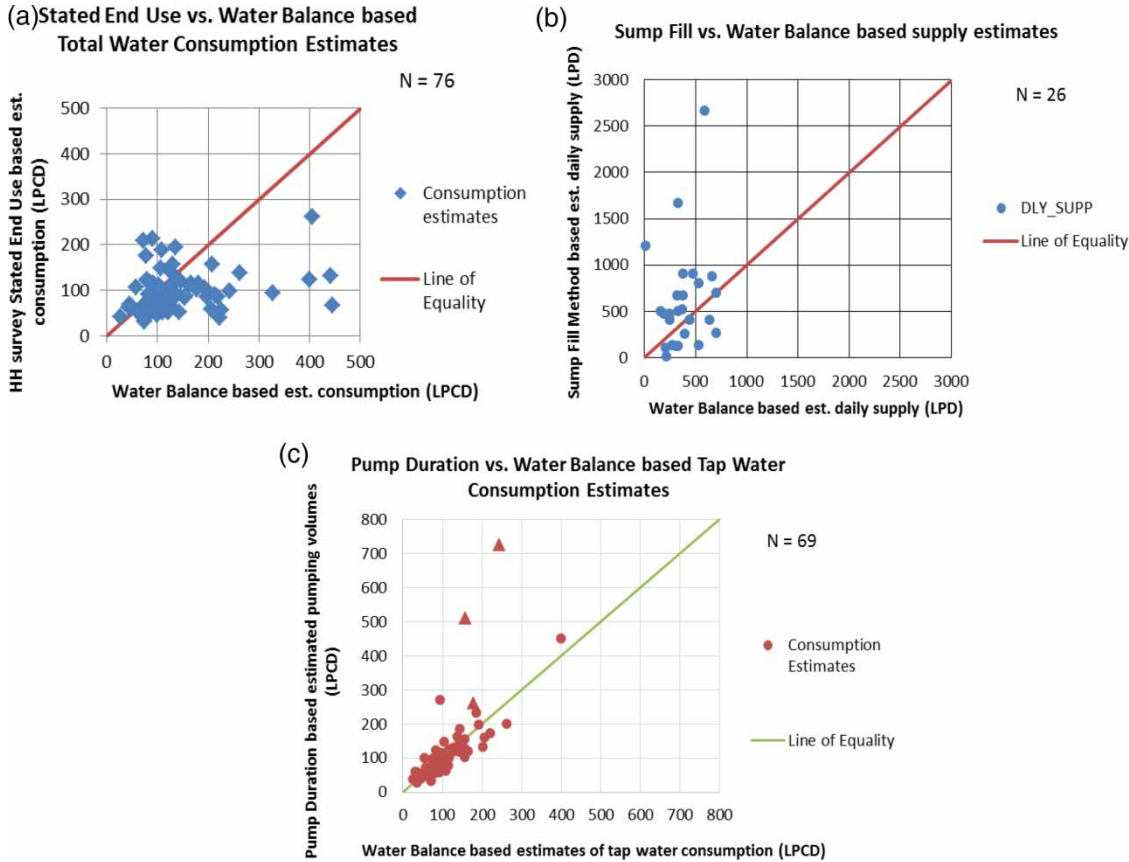 (a) Stated End Use vs. Water Balance based
Total Water Consumption Estimates
N = 76
HH survey Stated End Use based est.
consumption (LPCD)
500
400
300
200
100
0
0 100 200 300 400 500
Water Balance based est. consumption (LPCD)
Consumption
estimates
Line of
Equality
(b)
Sump Fill vs. Water Balance based supply estimates
N = 26
Sump Fill Method based est. daily supply (LPD)
3000
2500
2000
1500
1000
500
0
0 500 1000 1500 2000 2500 3000
Water Balance based est. daily supply (LPD)
DLY_SUPP
Line of Equality
(c)
Pump Duration vs. Water Balance based Tap Water
Consumption Estimates
N = 69
Pump Duration based estimated pumping volumes
(LPCD)
800
700
600
500
400
300
200
100
0
0 100 200 300 400 500 600 700 800
Water Balance based estimates of tap water consumption (LPCD)
Consumption
Estimates
Line of Equality